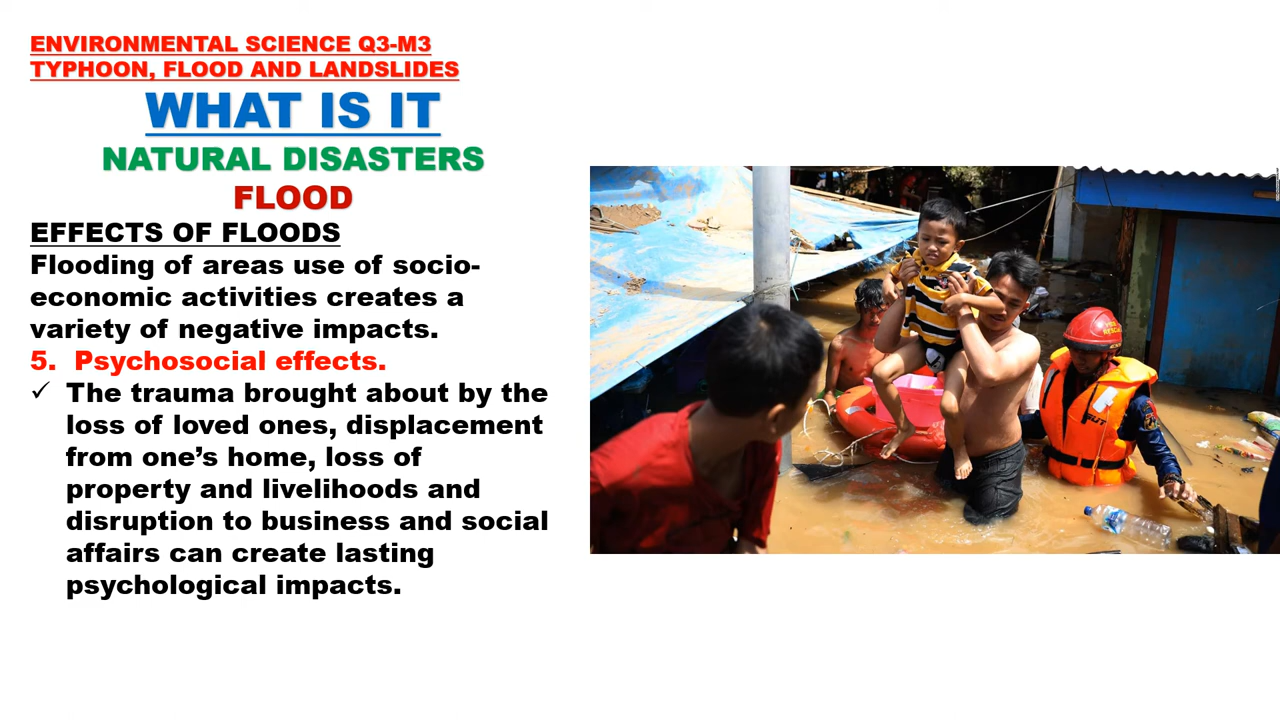 ENVIRONMENTAL SCIENCE Q3-M3
TYPHOON, FLOOD AND LANDSLIDES
WHAT IS IT
NATURAL DISASTERS
FLOOD
EFFECTS OF FLOODS
Flooding of areas use of socio-
economic activities creates a
variety of negative impacts.
5. Psychosocial effects.
✓ The trauma brought about by the
loss of loved ones, displacement
from one’s home, loss of
property and livelihoods and
disruption to business and social
affairs can create lasting
psychological impacts.